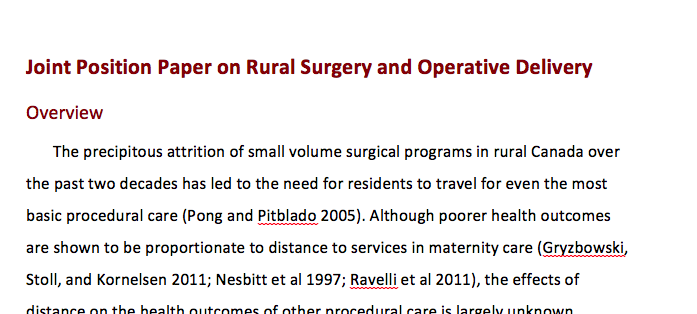 Joint Position Paper on Rural Surgery and Operative Delivery
Overview
The precipitous attrition of small volume surgical programs in rural Canada over
the past two decades has led to the need for residents to travel for even the most
basic procedural care (Pong and Pitblado 2005). Although poorer health outcomes
are shown to be proportionate to distance to services in maternity care (Gryzbowski,
Stoll, and Kornelsen 2011; Nesbitt et al 1997; Ravelli et al 2011), the effects of
distance on the health outcomes of other procedural care is largely unknown